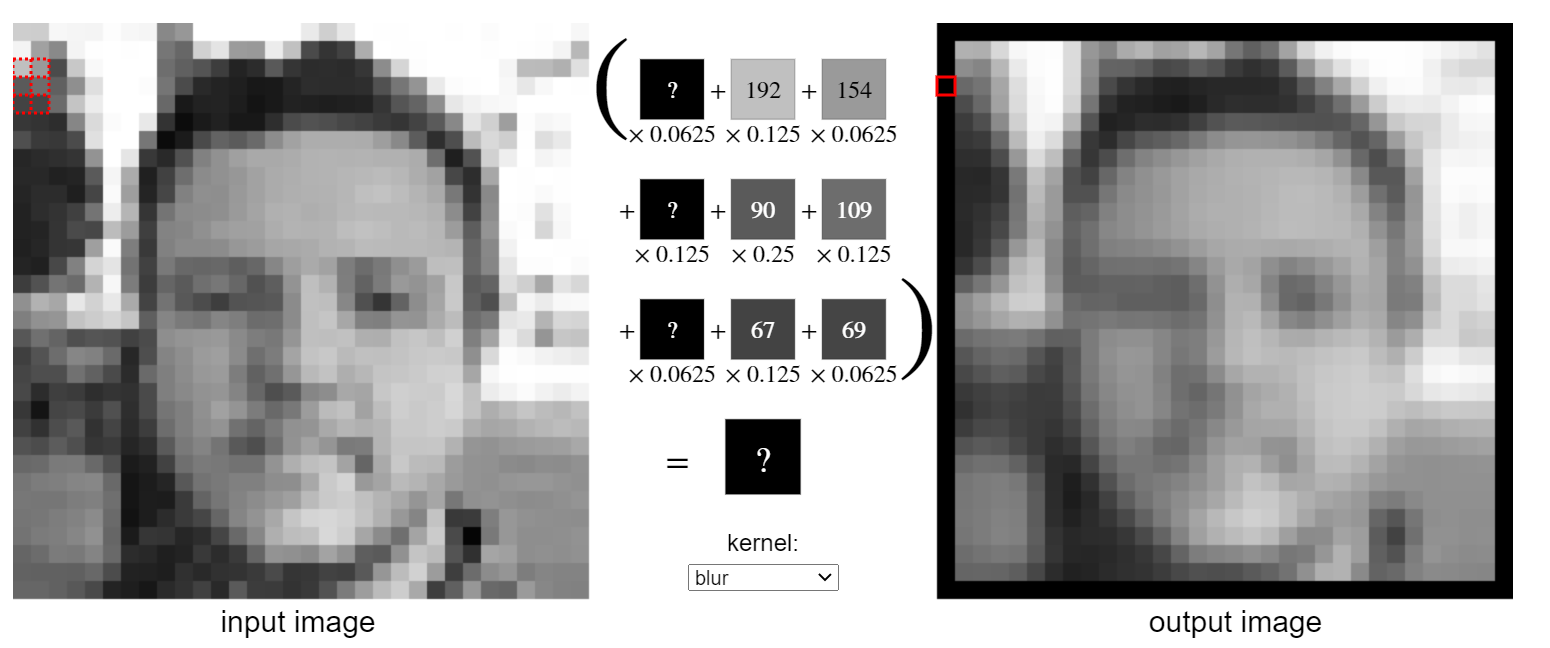 ( ? + 192 + 154
× 0.0625 × 0.125 × 0.0625
+ ? + 90 + 109
× 0.125 × 0.25 × 0.125
+ ? + 67 + 69 )
× 0.0625 × 0.125 × 0.0625
= ?
kernel:
blur
input image
output image